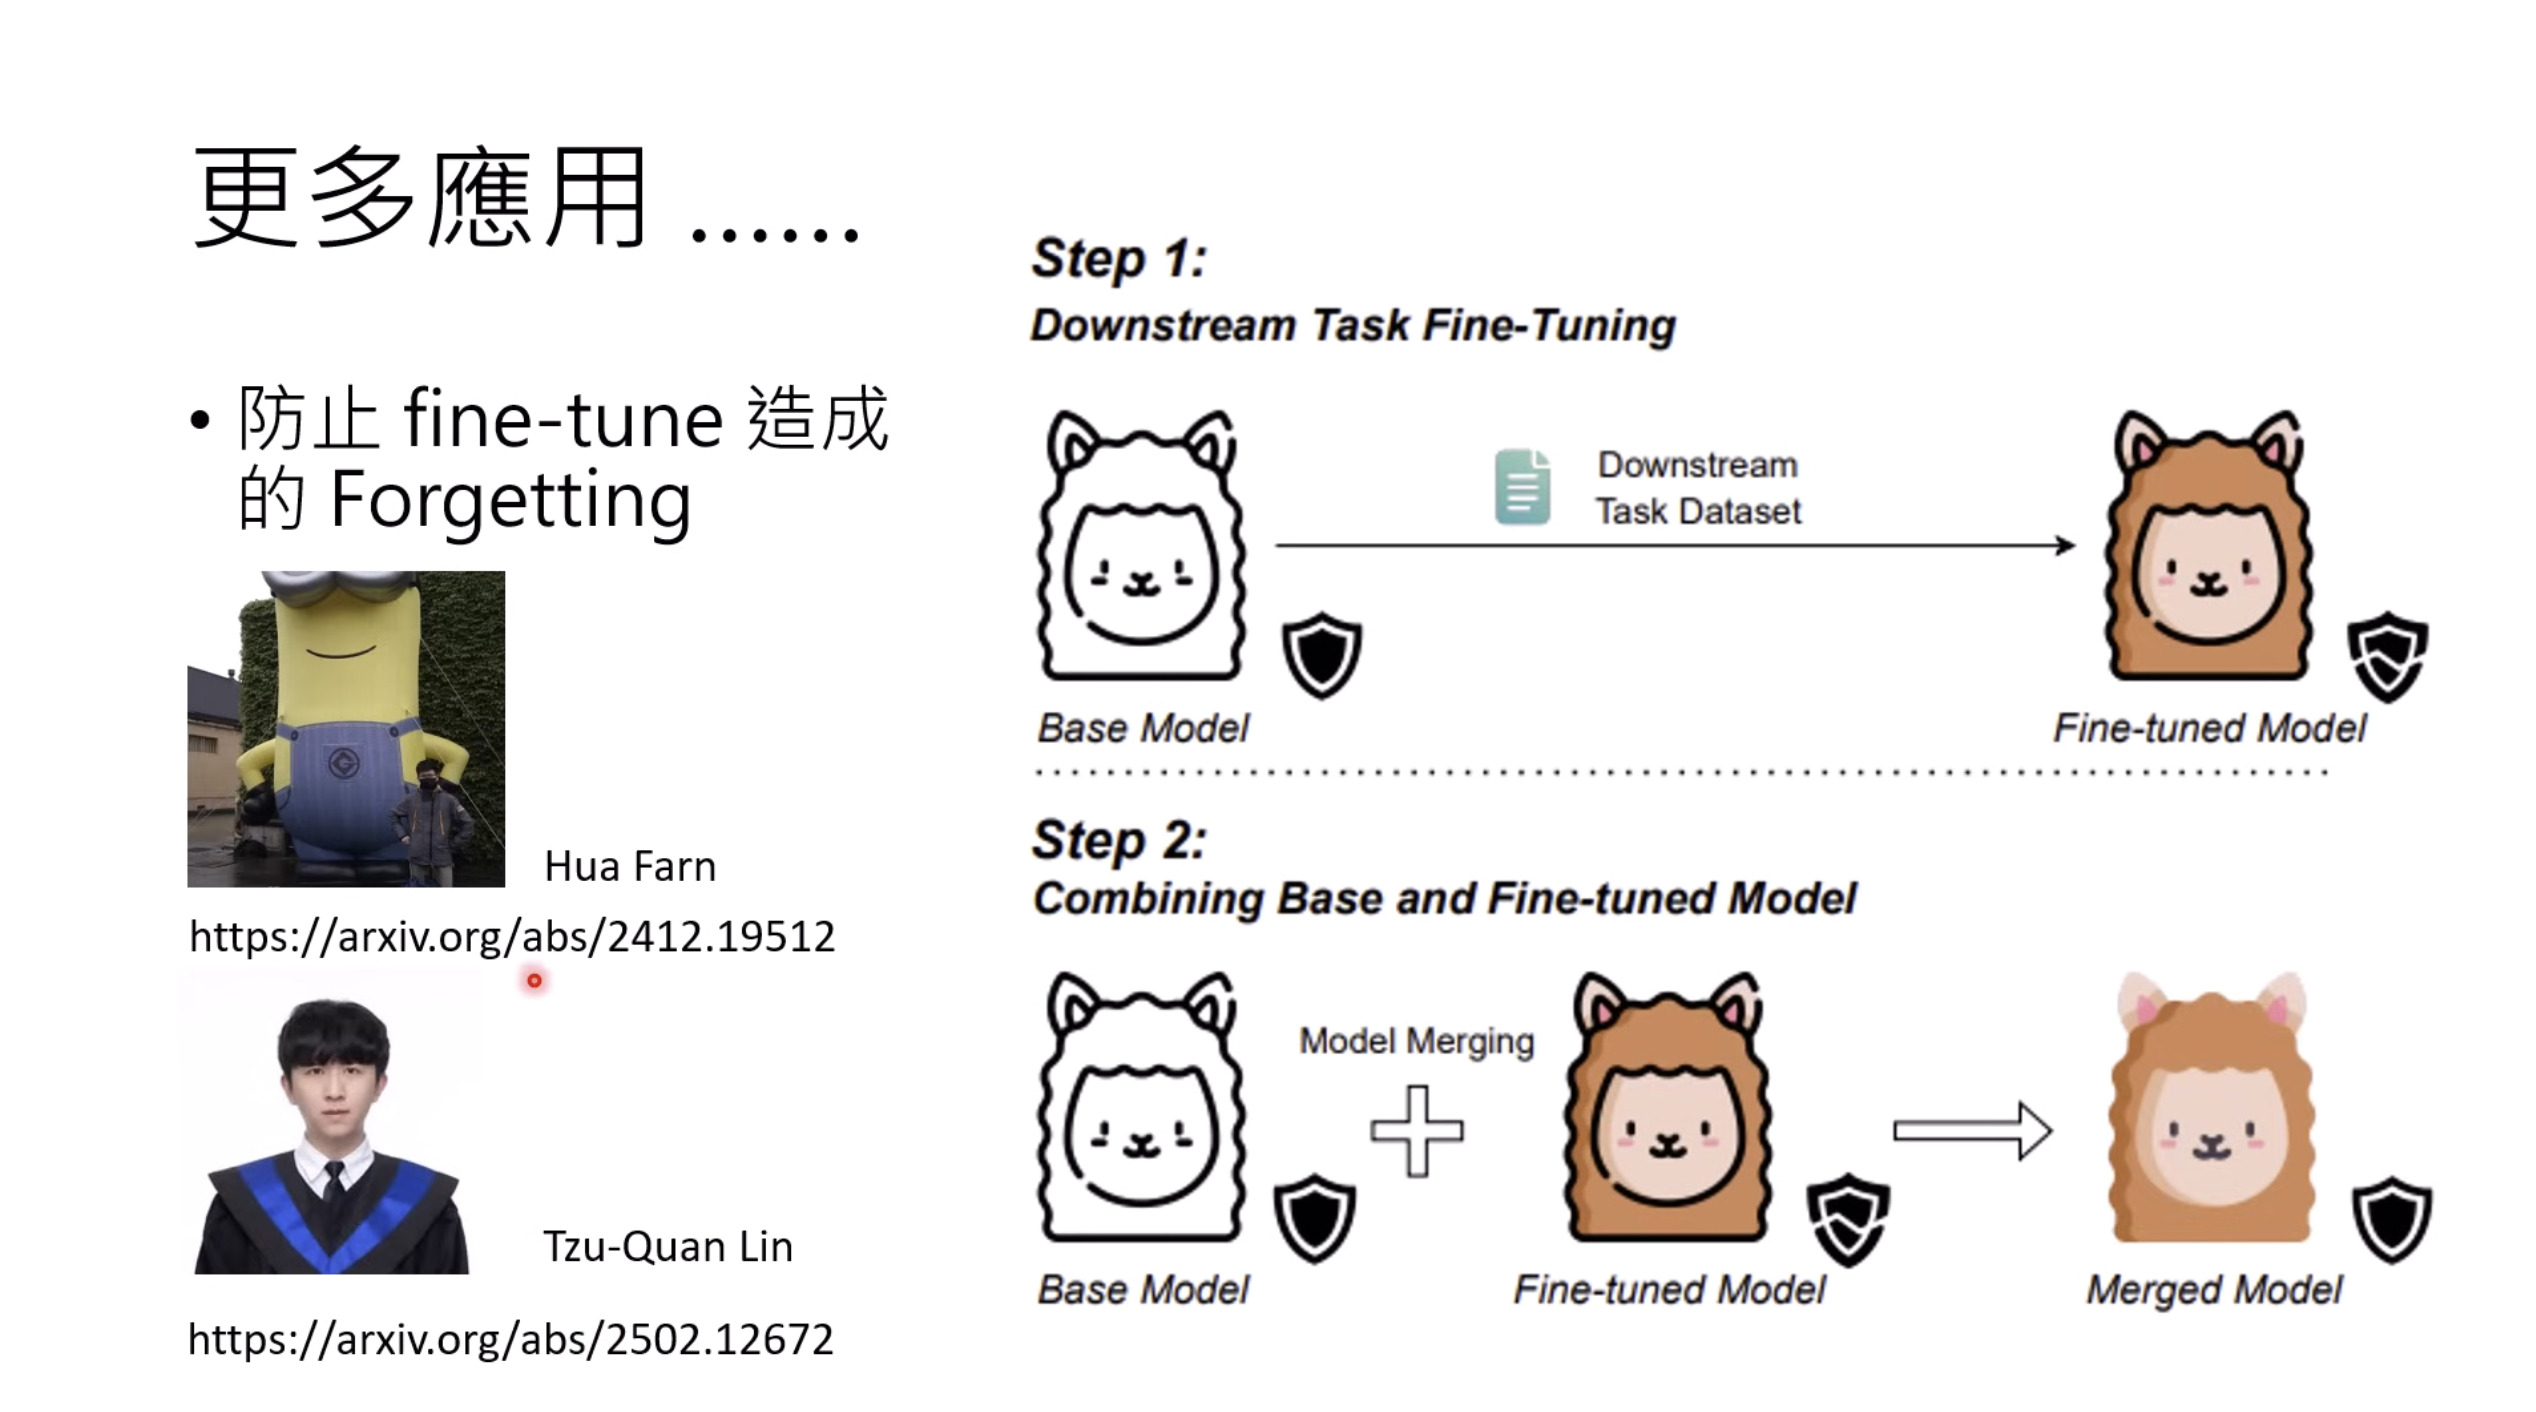 更多應用 ......
• 防止 fine-tune 造成
的 Forgetting
Hua Farn
https://arxiv.org/abs/2412.19512
Tzu-Quan Lin
https://arxiv.org/abs/2502.12672
Step 1:
Downstream Task Fine-Tuning
Downstream
Task Dataset
Base Model
Fine-tuned Model
Step 2:
Combining Base and Fine-tuned Model
Model Merging
Base Model
Fine-tuned Model
Merged Model